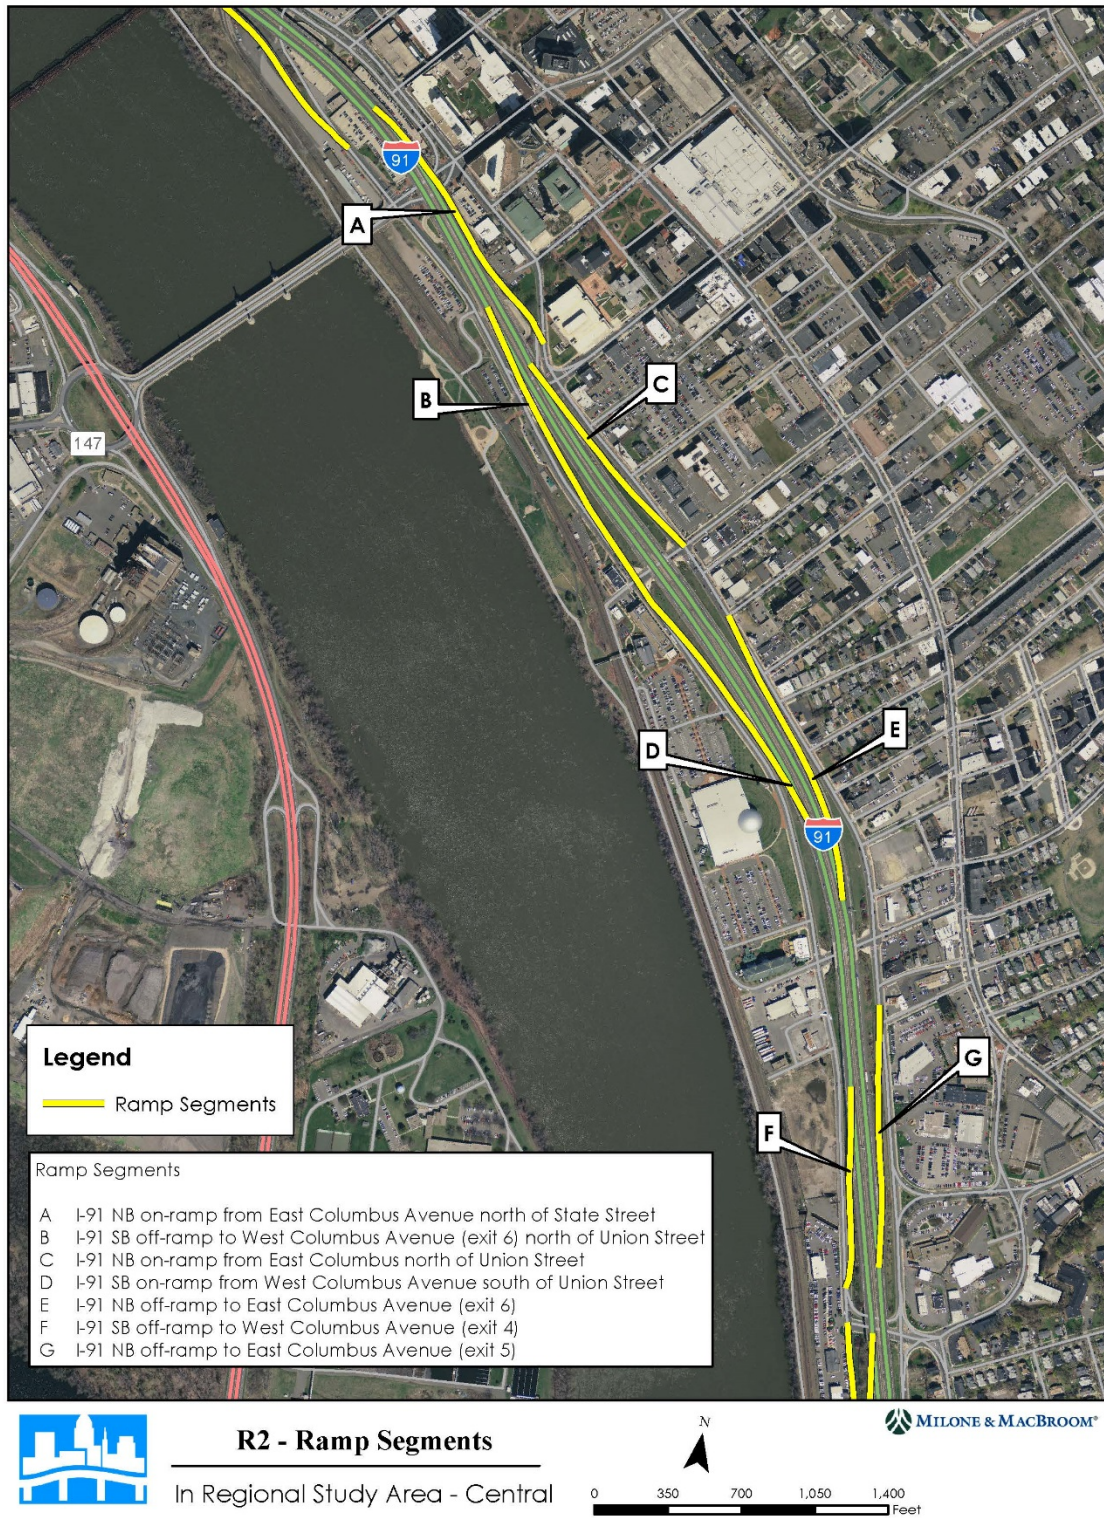 91
A
B
C
147
D
E
91
G
F
Legend
Ramp Segments
Ramp Segments
A I-91 NB on-ramp from East Columbus Avenue north of State Street
B I-91 SB off-ramp to West Columbus Avenue (exit 6) north of Union Street
C I-91 NB on-ramp from East Columbus north of Union Street
D I-91 SB on-ramp from West Columbus Avenue south of Union Street
E I-91 NB off-ramp to East Columbus Avenue (exit 6)
F I-91 SB off-ramp to West Columbus Avenue (exit 4)
G I-91 NB off-ramp to East Columbus Avenue (exit 5)
R2 - Ramp Segments
In Regional Study Area - Central
N
0 350 700 1,050 1,400
Feet
MILONE & MACBROOM®